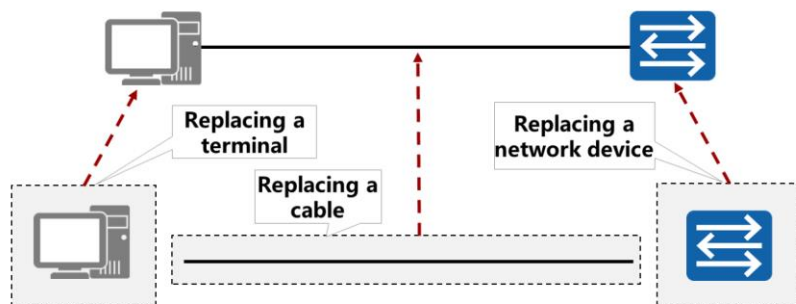 Replacing a
terminal
Replacing a
cable
Replacing a
network device